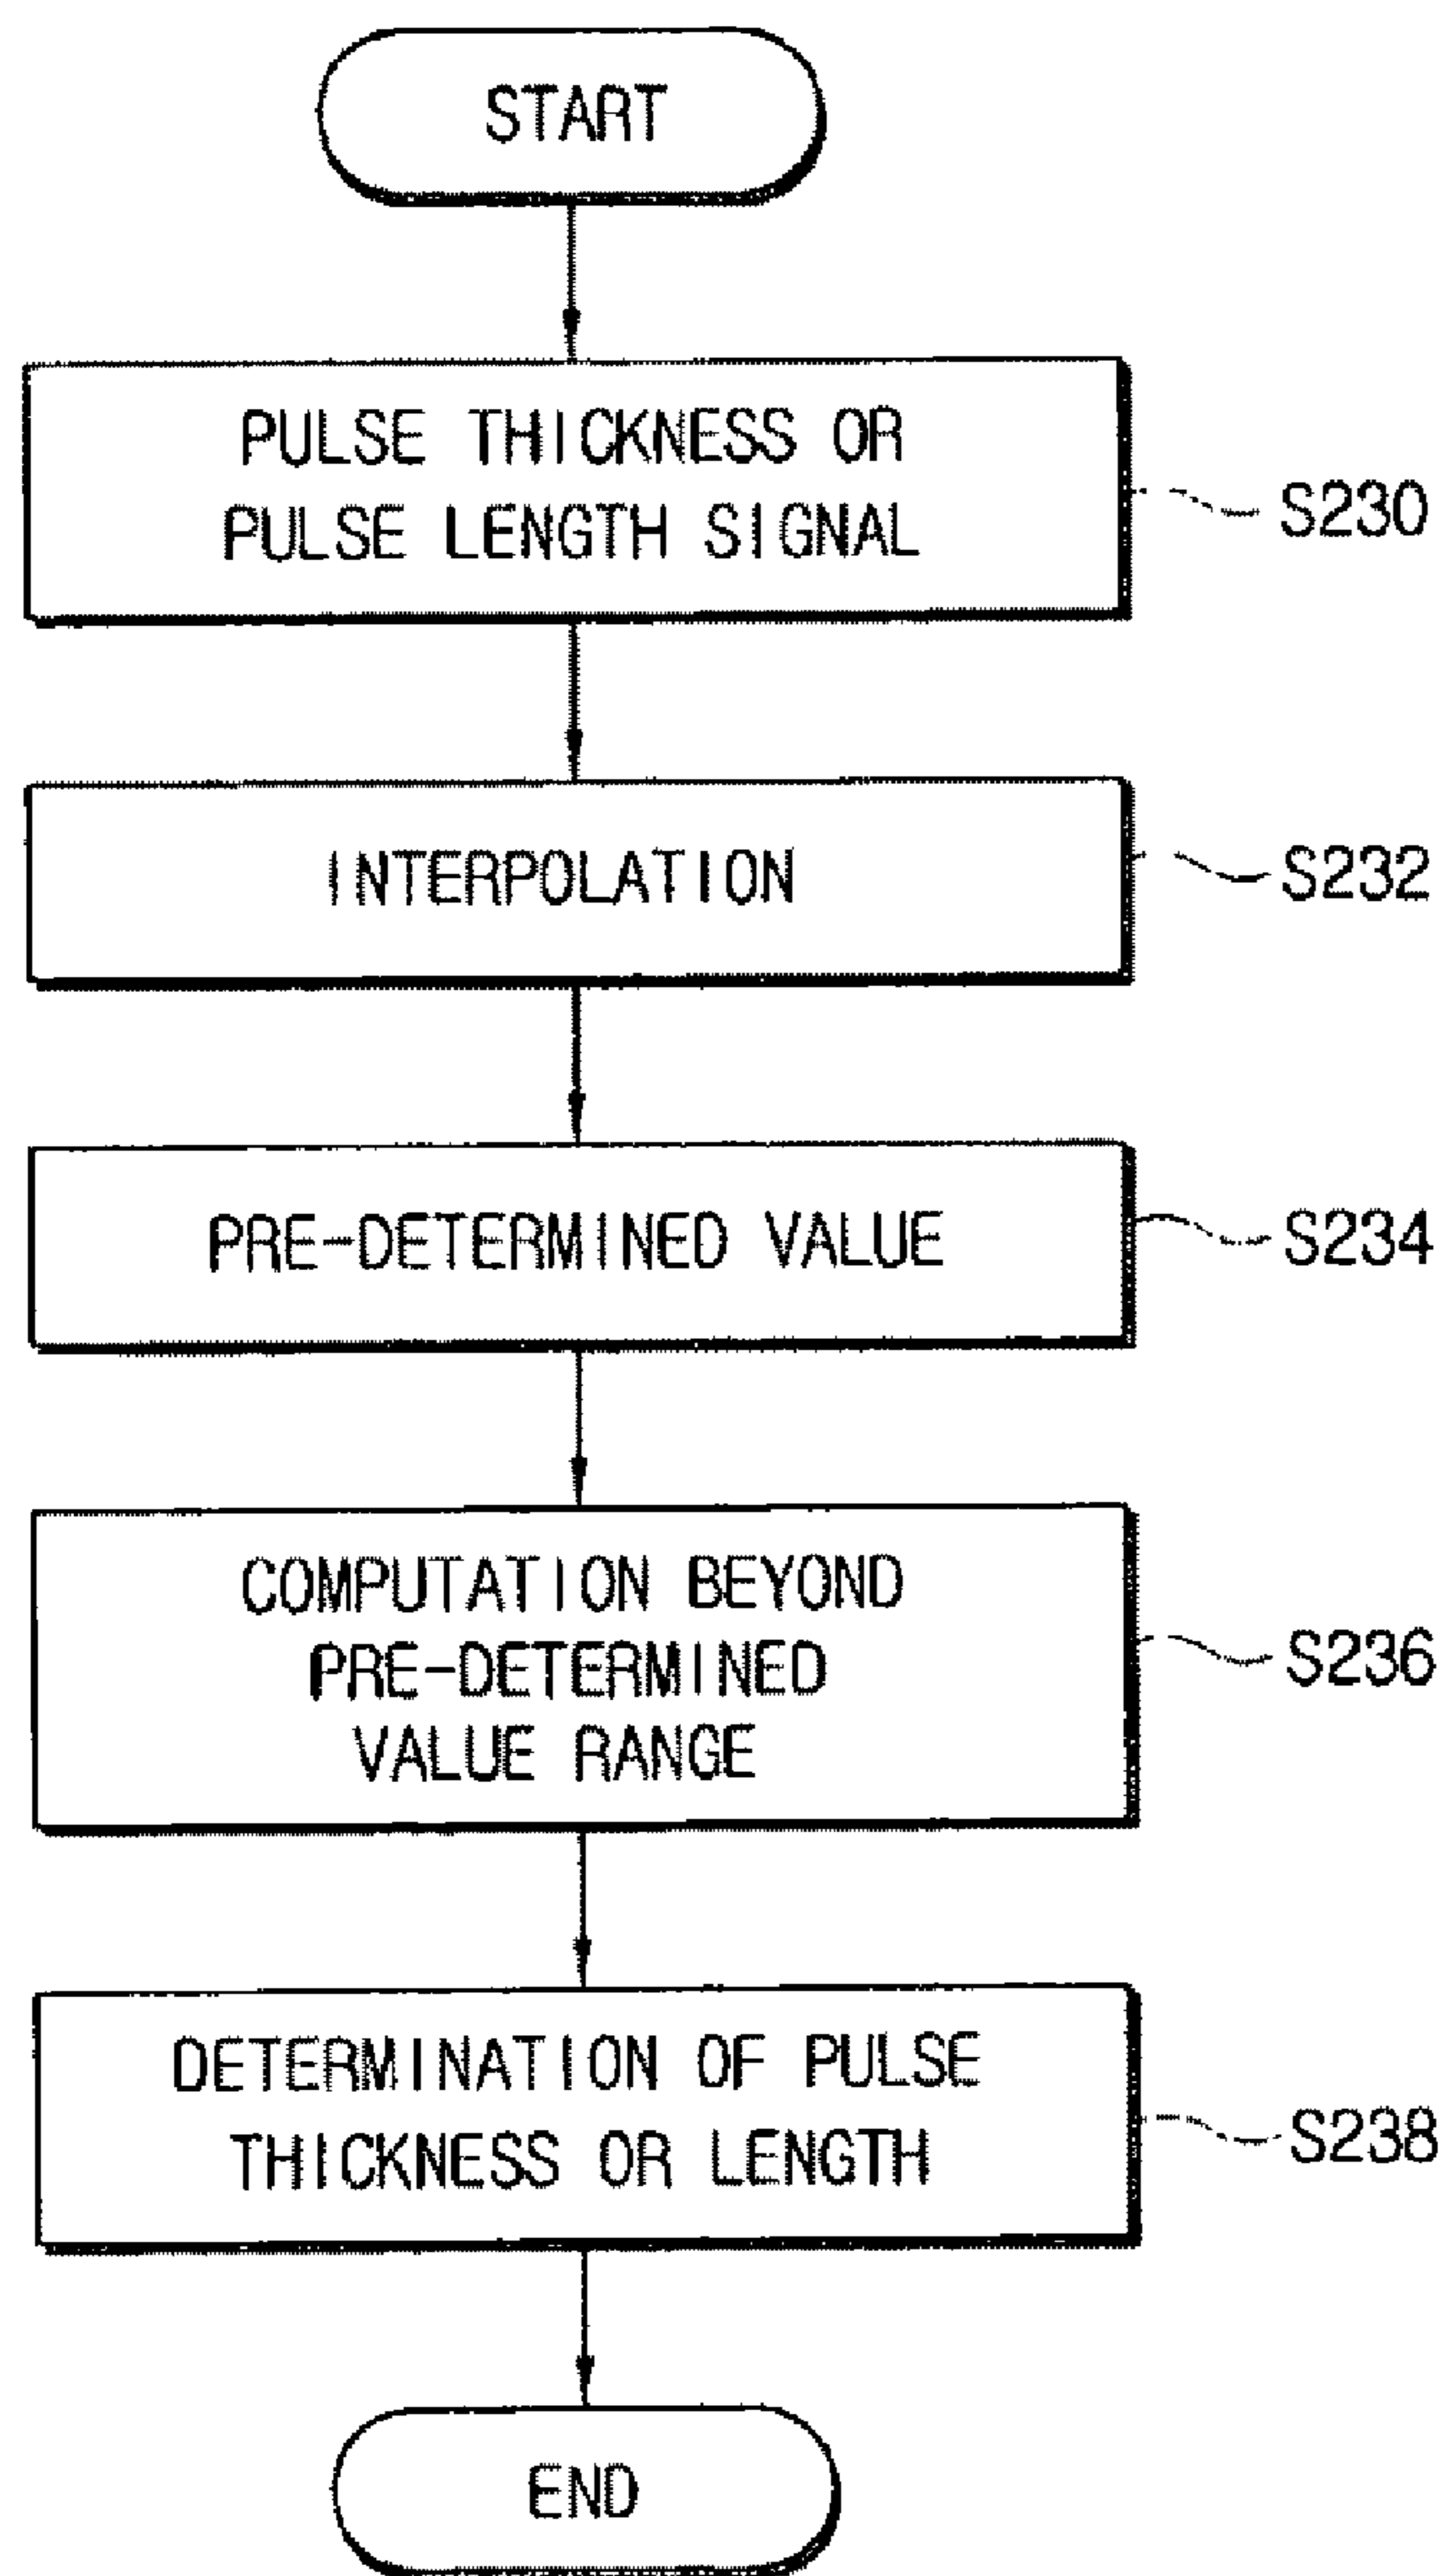 START
PULSE THICKNESS OR
PULSE LENGTH SIGNAL
S230
INTERPOLATION
S232
PRE-DETERMINED VALUE
S234
COMPUTATION BEYOND
PRE-DETERMINED
VALUE RANGE
S236
DETERMINATION OF PULSE
THICKNESS OR LENGTH
S238
END